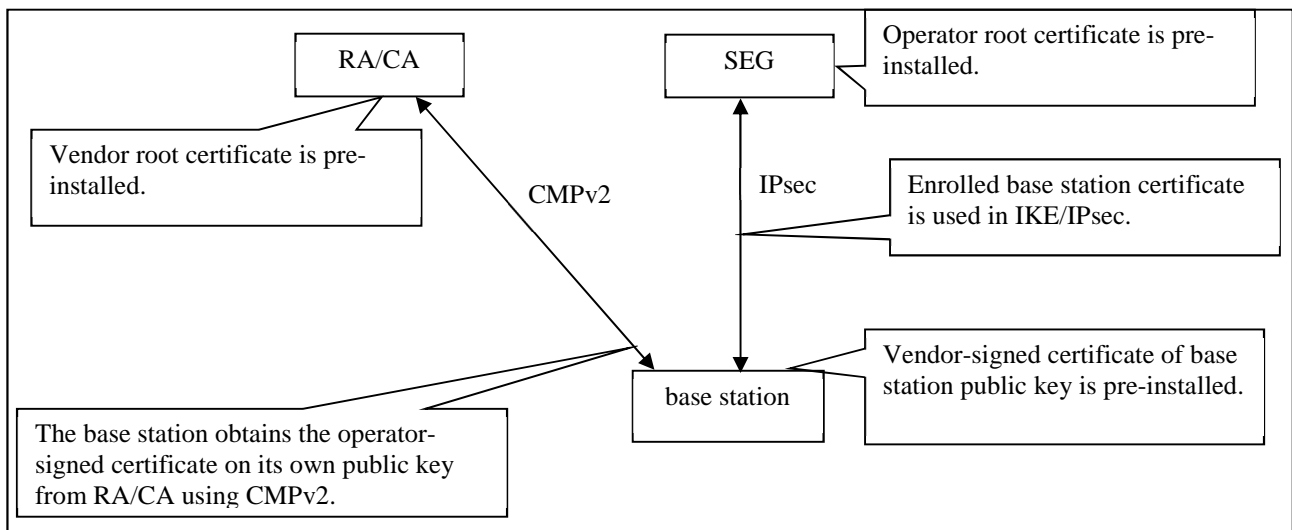 RA/CA
SEG
Operator root certificate is pre-
installed.
Vendor root certificate is pre-
installed.
CMPv2
IPsec
Enrolled base station certificate
is used in IKE/IPsec.
Vendor-signed certificate of base
station public key is pre-installed.
base station
The base station obtains the operator-
signed certificate on its own public key
from RA/CA using CMPv2.